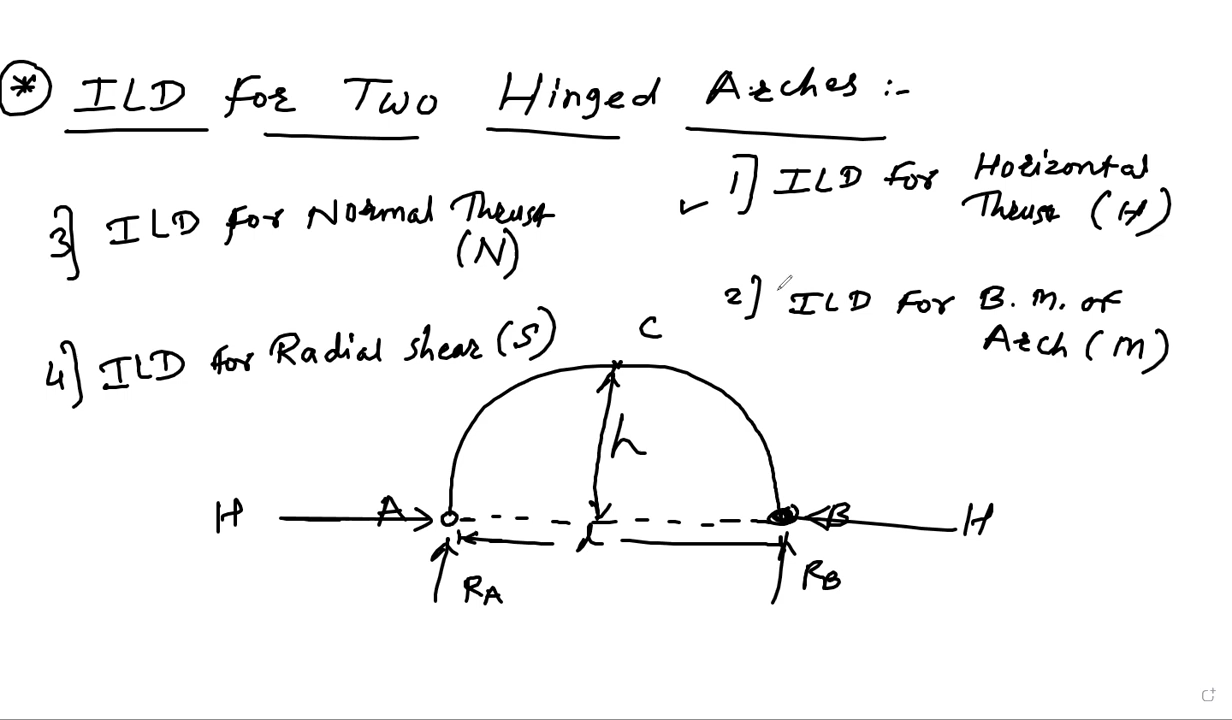 * ILD for Two Hinged Arches :-
1] ILD for Horizontal
Thrust (H)
2] ILD for B.M. of
Arch (M)
3] ILD for Normal Thrust
(N)
4] ILD for Radial shear (S)
C
h
H
A
B
H
l
RA
RB